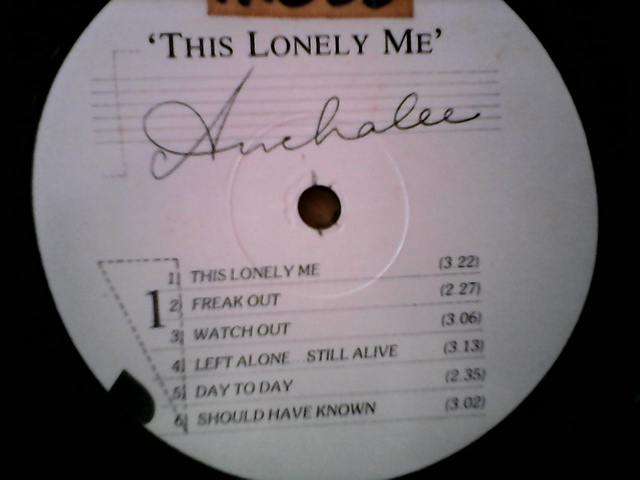 'THIS LONELY ME'
Anchalee
1
1 THIS LONELY ME (3.22)
2 FREAK OUT (2.27)
3 WATCH OUT (3.06)
4 LEFT ALONE...STILL ALIVE (3.13)
5 DAY TO DAY (2.35)
6 SHOULD HAVE KNOWN (3.02)